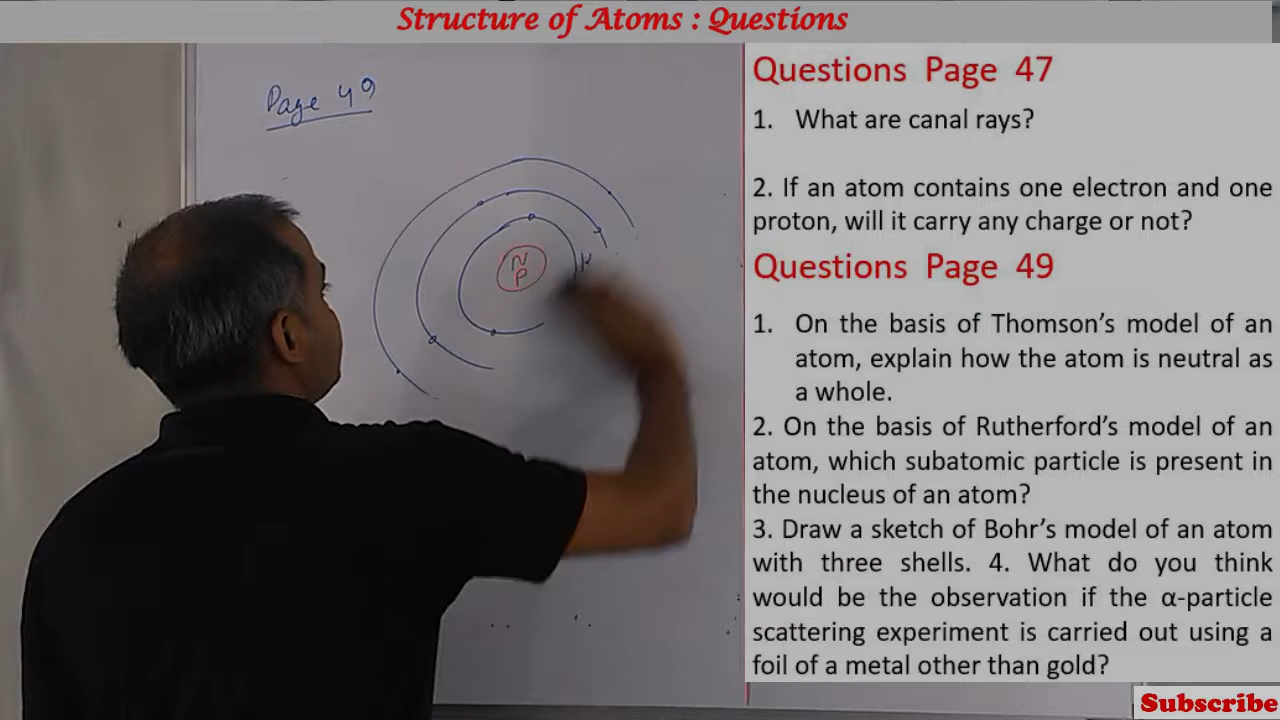 Structure of Atoms : Questions
Page 49
N
P
K
Questions Page 47
1. What are canal rays?
2. If an atom contains one electron and one
proton, will it carry any charge or not?
Questions Page 49
1. On the basis of Thomson's model of an
atom, explain how the atom is neutral as
a whole.
2. On the basis of Rutherford's model of an
atom, which subatomic particle is present in
the nucleus of an atom?
3. Draw a sketch of Bohr's model of an atom
with three shells. 4. What do you think
would be the observation if the α-particle
scattering experiment is carried out using a
foil of a metal other than gold?
Subscribe